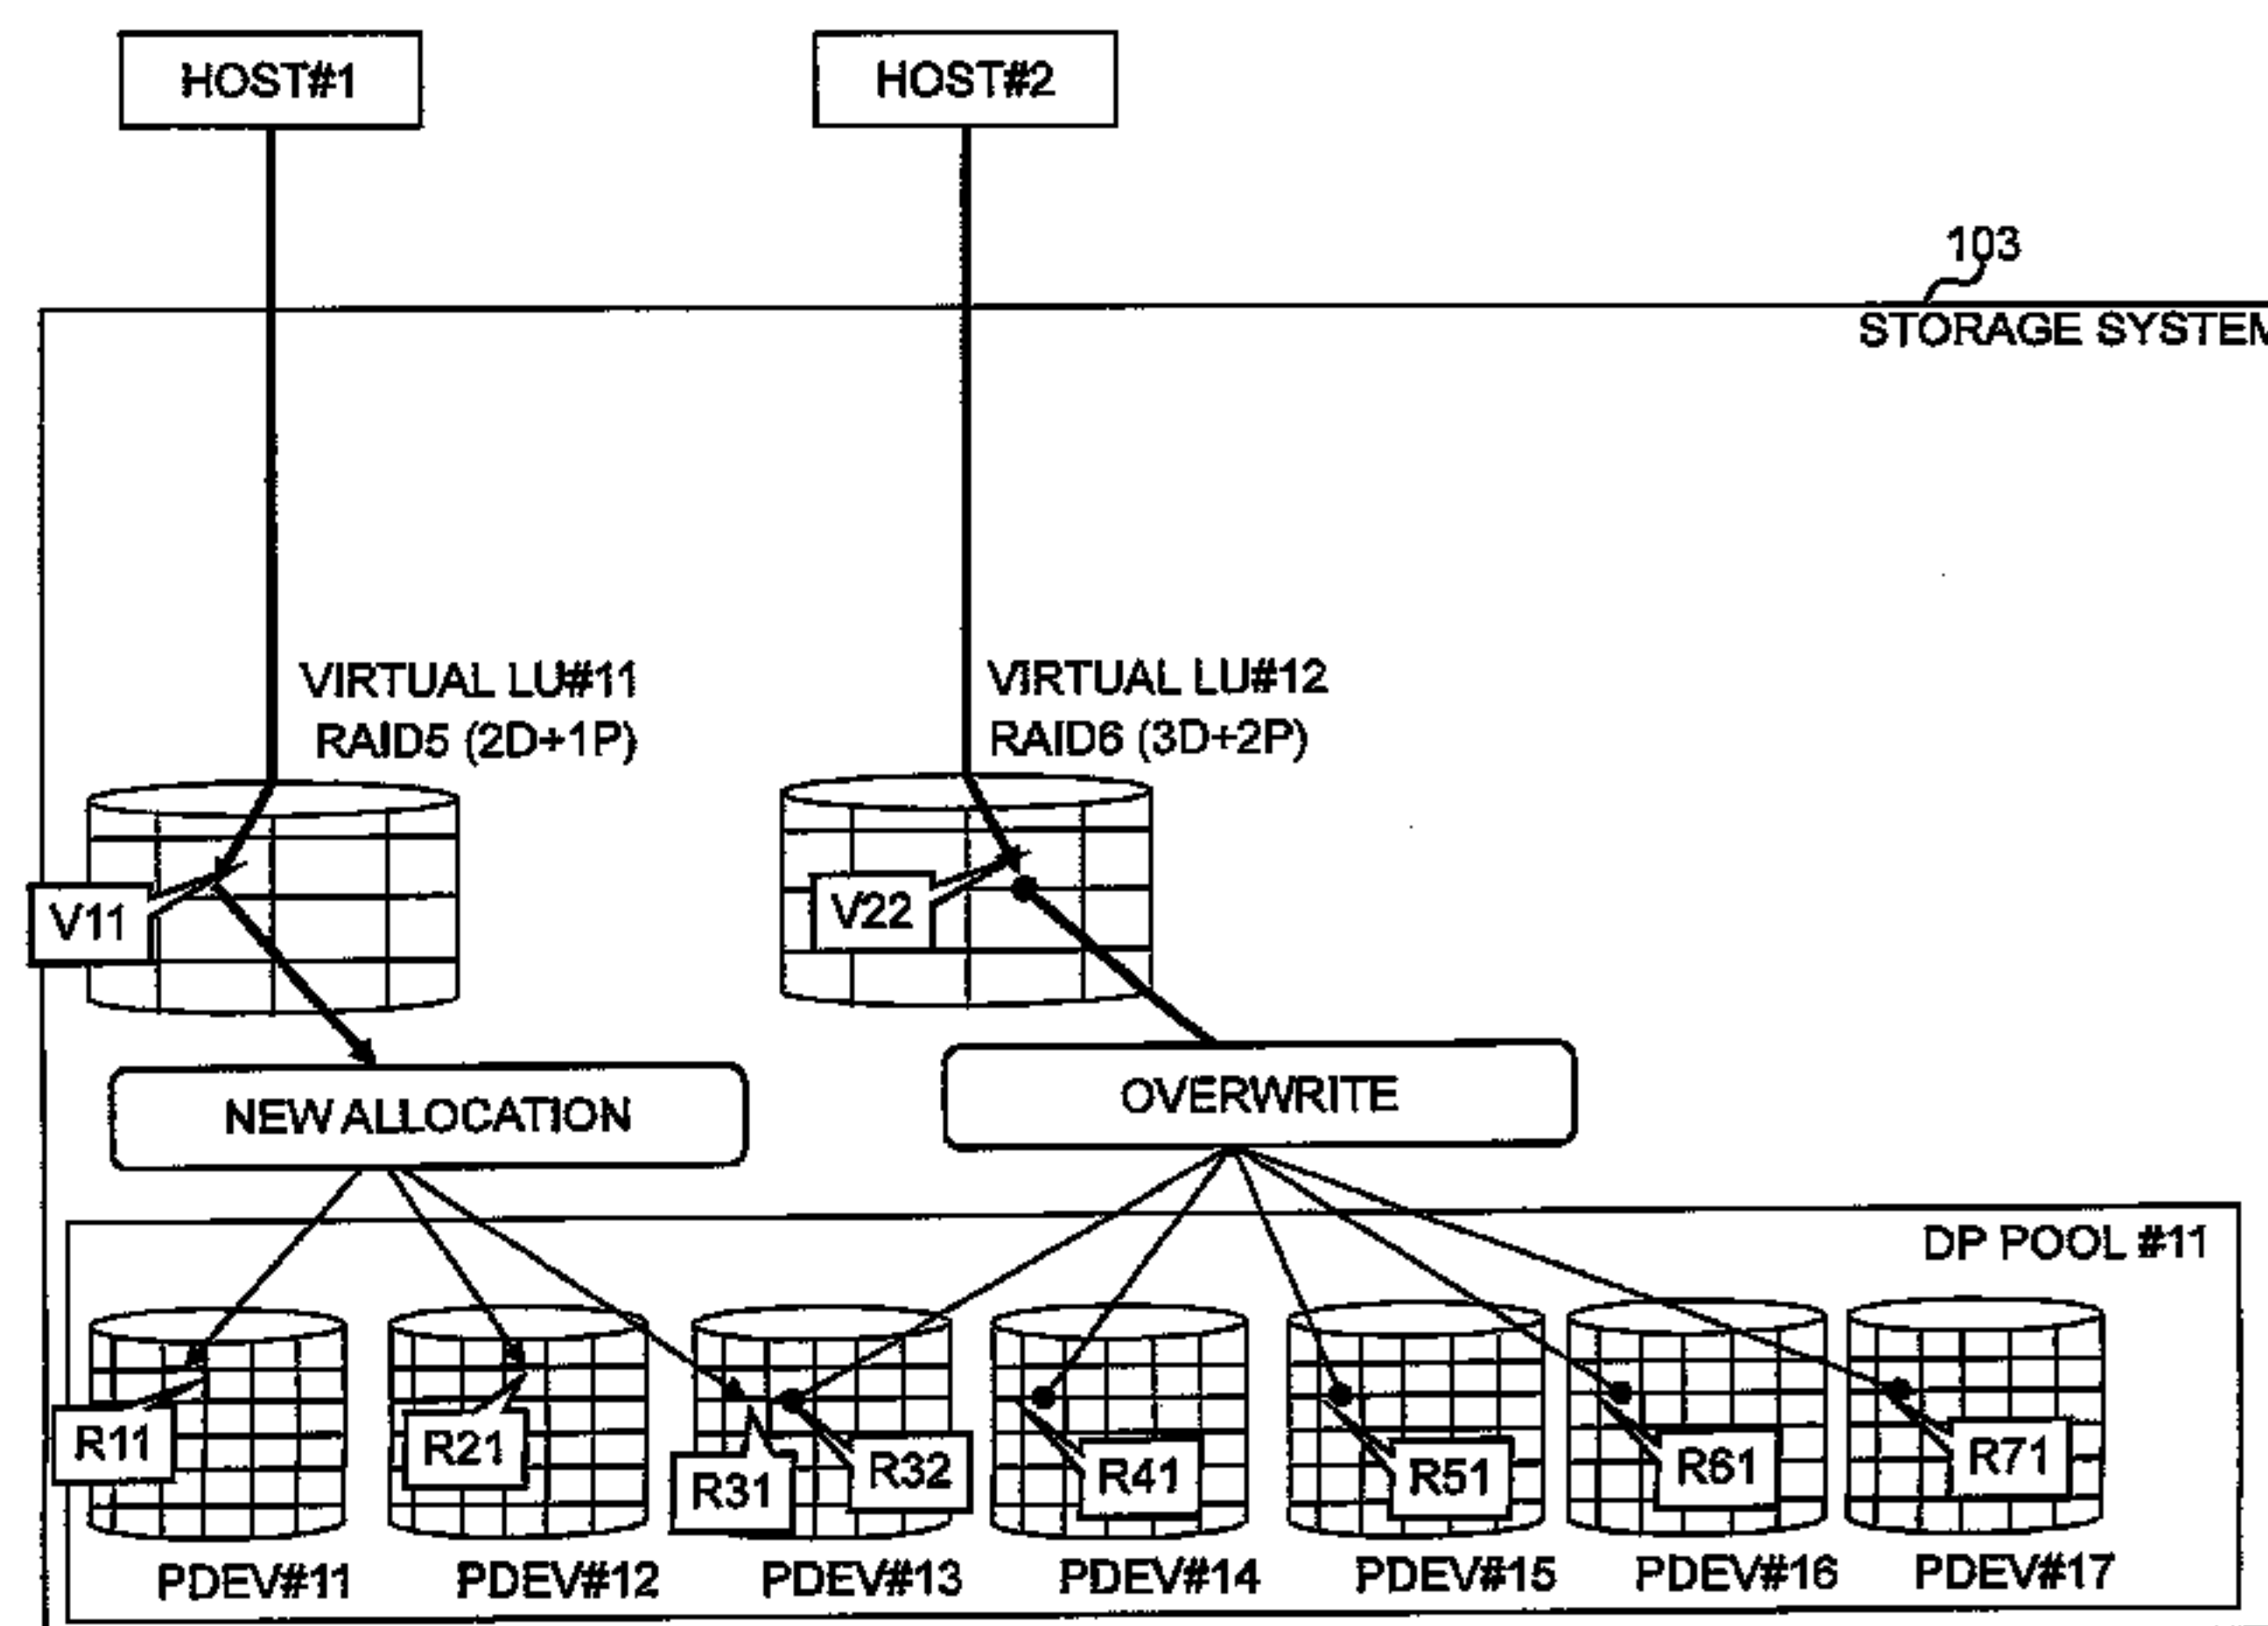 HOST#1
HOST#2
103
STORAGE SYSTEM
VIRTUAL LU#11
RAID5 (2D+1P)
VIRTUAL LU#12
RAID6 (3D+2P)
V11
V22
NEW ALLOCATION
OVERWRITE
DP POOL #11
R11
R21
R31
R32
R41
R51
R61
R71
PDEV#11
PDEV#12
PDEV#13
PDEV#14
PDEV#15
PDEV#16
PDEV#17